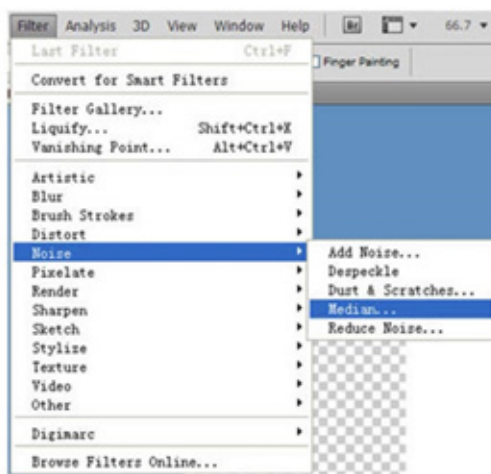 Filter Analysis 3D View Window Help Br 66.7
Last Filter Ctrl+F
Finger Painting
Convert for Smart Filters
Filter Gallery...
Liquify... Shift+Ctrl+X
Vanishing Point... Alt+Ctrl+V
Artistic
Blur
Brush Strokes
Distort
Noise
Add Noise...
Pixelate
Despeckle
Render
Dust & Scratches...
Sharpen
Median...
Sketch
Reduce Noise...
Stylize
Texture
Video
Other
Digimarc
Browse Filters Online...